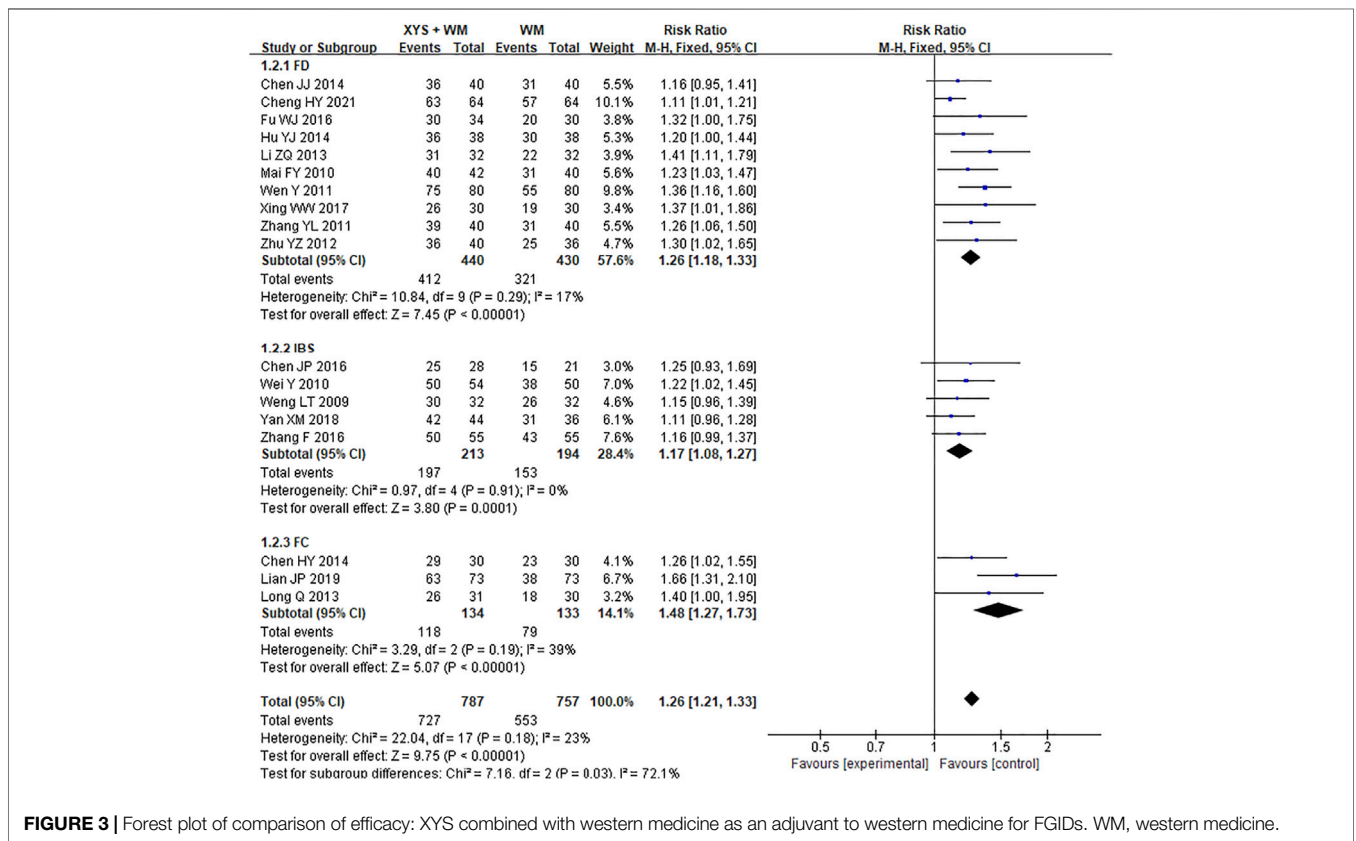 XYS + WM WM Risk Ratio Risk Ratio
Study or Subgroup Events Total Events Total Weight M-H, Fixed, 95% CI M-H, Fixed, 95% CI
1.2.1 FD
Chen JJ 2014 36 40 31 40 5.5% 1.16 [0.95, 1.41]
Cheng HY 2021 63 64 57 64 10.1% 1.11 [1.01, 1.21]
Fu WJ 2016 30 34 20 30 3.8% 1.32 [1.00, 1.75]
Hu YJ 2014 36 38 30 38 5.3% 1.20 [1.00, 1.44]
Li ZQ 2013 31 32 22 32 3.9% 1.41 [1.11, 1.79]
Mai FY 2010 40 42 31 40 5.6% 1.23 [1.03, 1.47]
Wen Y 2011 75 80 55 80 9.8% 1.36 [1.16, 1.60]
Xing WW 2017 26 30 19 30 3.4% 1.37 [1.01, 1.86]
Zhang YL 2011 39 40 31 40 5.5% 1.26 [1.06, 1.50]
Zhu YZ 2012 36 40 25 36 4.7% 1.30 [1.02, 1.65]
Subtotal (95% CI) 440 430 57.6% 1.26 [1.18, 1.33]
Total events 412 321
Heterogeneity: Chi² = 10.84, df = 9 (P = 0.29); I² = 17%
Test for overall effect: Z = 7.45 (P < 0.00001)
1.2.2 IBS
Chen JP 2016 25 28 15 21 3.0% 1.25 [0.93, 1.69]
Wei Y 2010 50 54 38 50 7.0% 1.22 [1.02, 1.45]
Weng LT 2009 30 32 26 32 4.6% 1.15 [0.96, 1.39]
Yan XM 2018 42 44 31 36 6.1% 1.11 [0.96, 1.28]
Zhang F 2016 50 55 43 55 7.6% 1.16 [0.99, 1.37]
Subtotal (95% CI) 213 194 28.4% 1.17 [1.08, 1.27]
Total events 197 153
Heterogeneity: Chi² = 0.97, df = 4 (P = 0.91); I² = 0%
Test for overall effect: Z = 3.80 (P = 0.0001)
1.2.3 FC
Chen HY 2014 29 30 23 30 4.1% 1.26 [1.02, 1.55]
Lian JP 2019 63 73 38 73 6.7% 1.66 [1.31, 2.10]
Long Q 2013 26 31 18 30 3.2% 1.40 [1.00, 1.95]
Subtotal (95% CI) 134 133 14.1% 1.48 [1.27, 1.73]
Total events 118 79
Heterogeneity: Chi² = 3.29, df = 2 (P = 0.19); I² = 39%
Test for overall effect: Z = 5.07 (P < 0.00001)
Total (95% CI) 787 757 100.0% 1.26 [1.21, 1.33]
Total events 727 553
Heterogeneity: Chi² = 22.04, df = 17 (P = 0.18); I² = 23%
Test for overall effect: Z = 9.75 (P < 0.00001)
Test for subgroup differences: Chi² = 7.16, df = 2 (P = 0.03), I² = 72.1%
0.5 0.7 1 1.5 2
Favours [experimental] Favours [control]
FIGURE 3 | Forest plot of comparison of efficacy: XYS combined with western medicine as an adjuvant to western medicine for FGIDs. WM, western medicine.